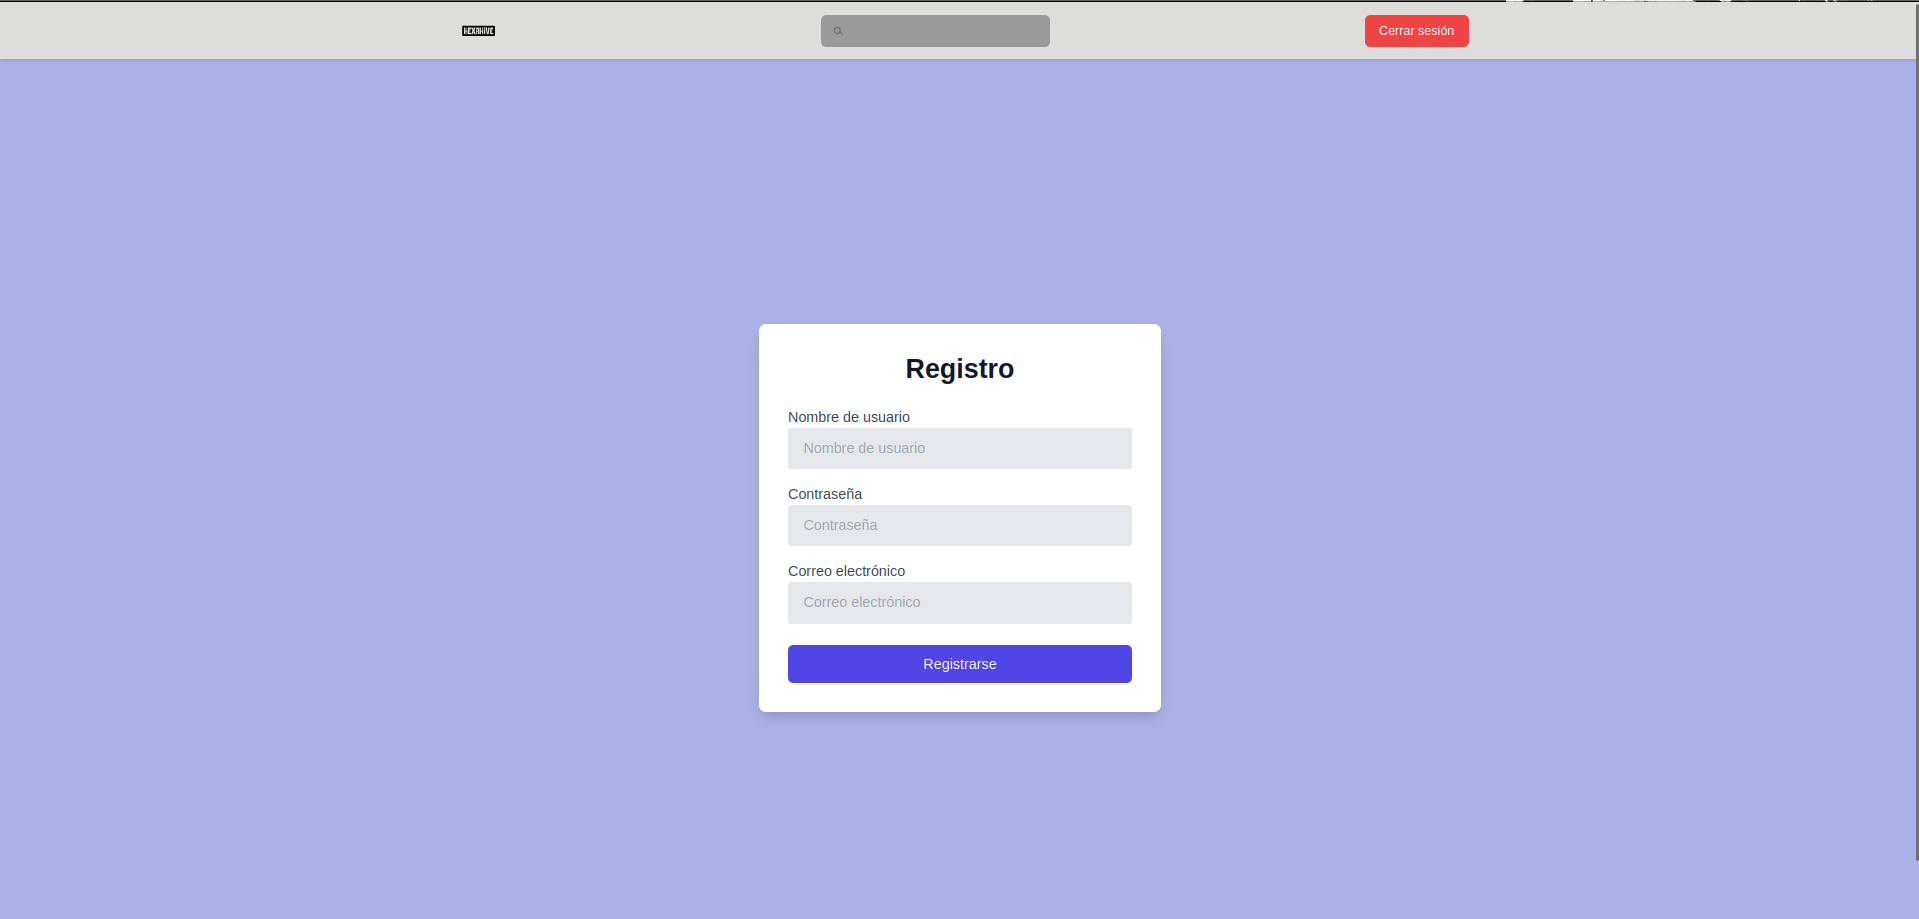 HEXAHIVE
Cerrar sesión
Registro
Nombre de usuario
Nombre de usuario
Contraseña
Contraseña
Correo electrónico
Correo electrónico
Registrarse